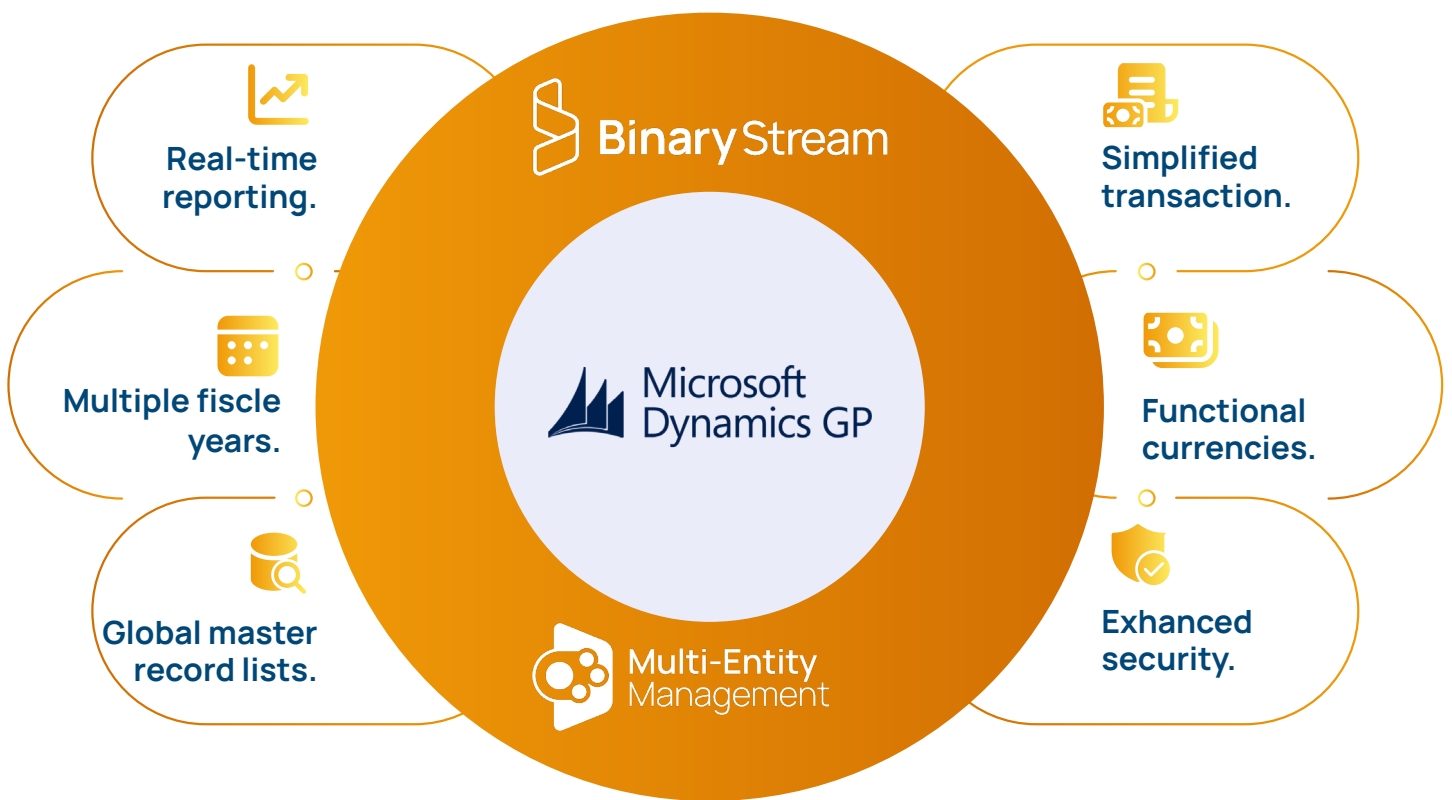 Binary Stream
Real-time
reporting.
Multiple fiscle
years.
Global master
record lists.
Microsoft
Dynamics GP
Multi-Entity
Management
Simplified
transaction.
Functional
currencies.
Exhanced
security.